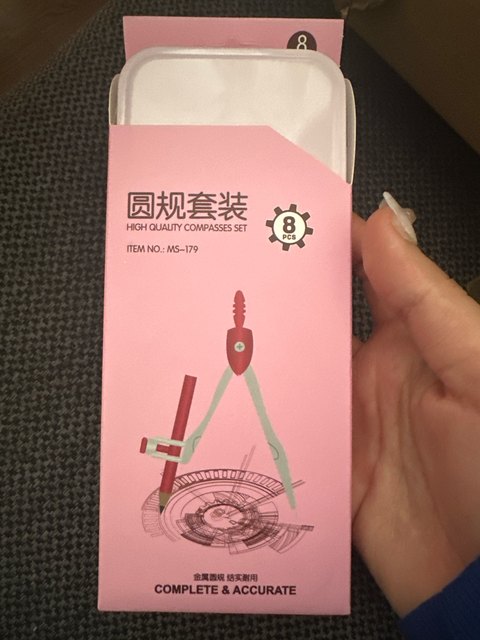 8
圆规套装
HIGH QUALITY COMPASSES SET
8
PCS
ITEM NO.: MS-179
金属圆规 结实耐用
COMPLETE & ACCURATE